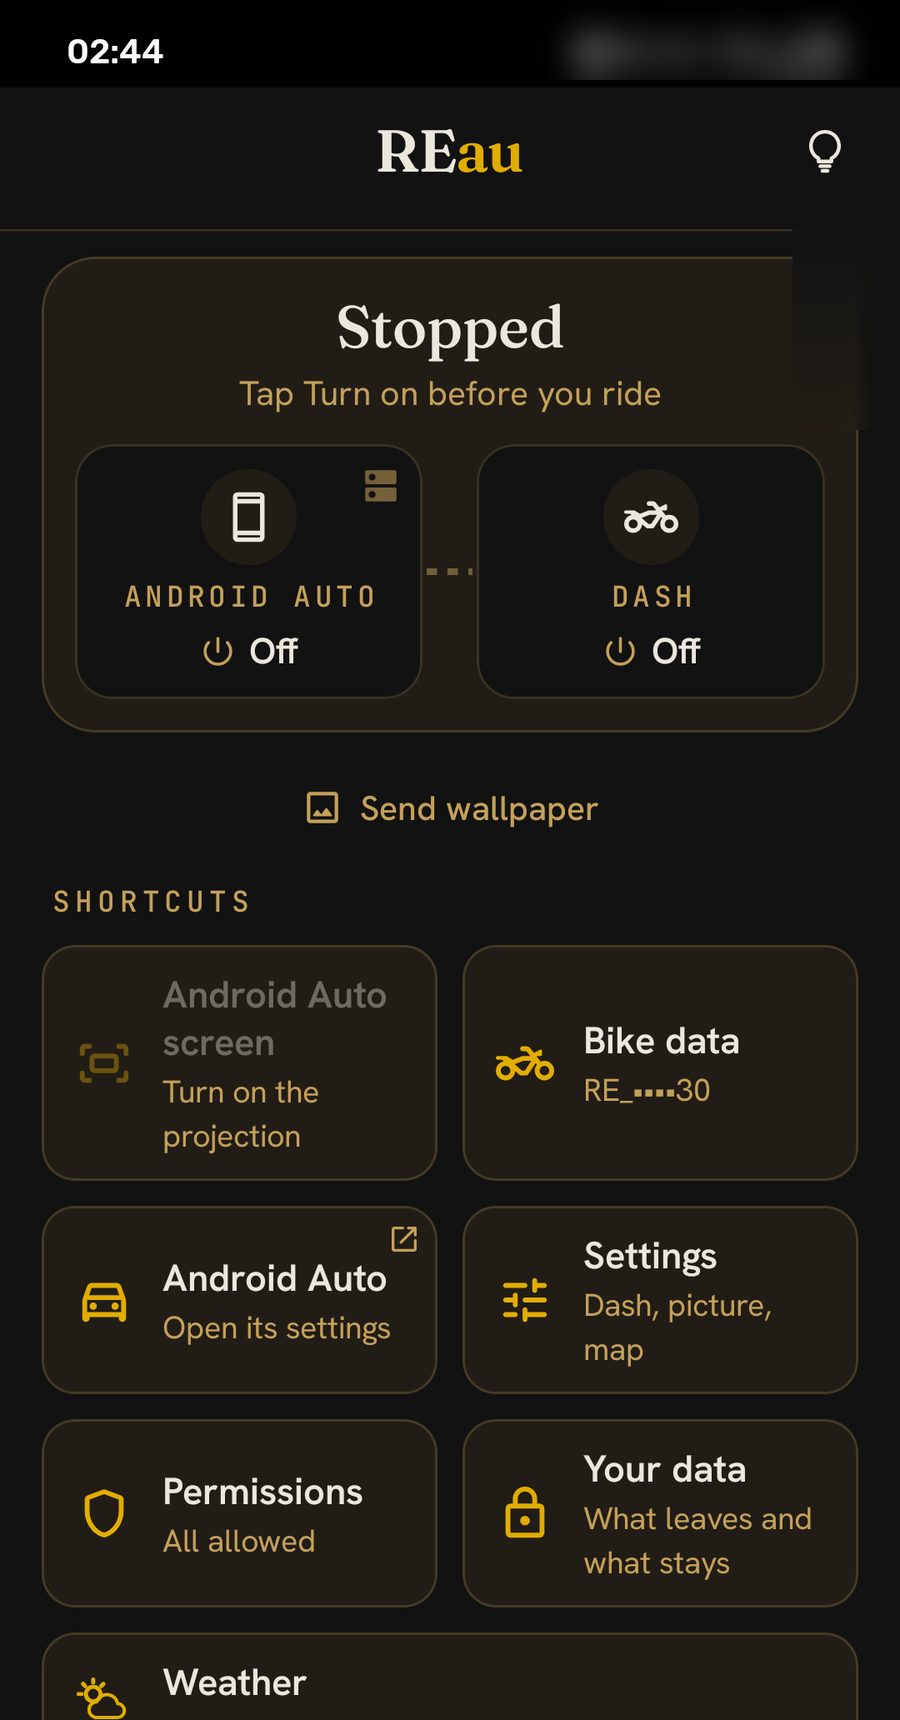 02:44
REau
Stopped
Tap Turn on before you ride
ANDROID AUTO
Off
DASH
Off
Send wallpaper
SHORTCUTS
Android Auto
screen
Turn on the
projection
Bike data
RE_▪▪▪▪30
Android Auto
Open its settings
Settings
Dash, picture,
map
Permissions
All allowed
Your data
What leaves and
what stays
Weather